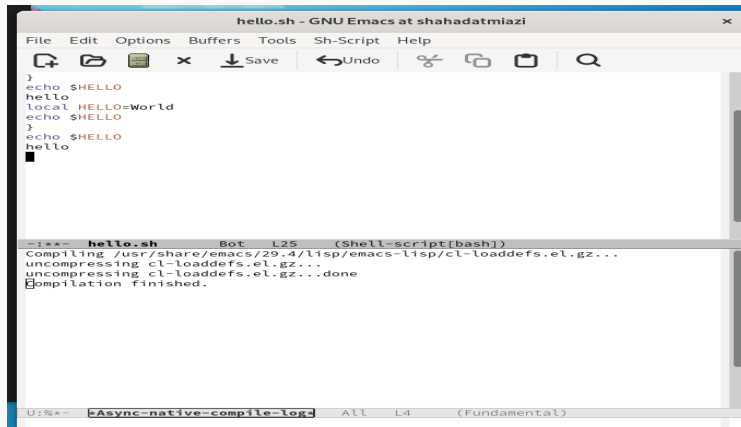 hello.sh - GNU Emacs at shahadatmiazi
File Edit Options Buffers Tools Sh-Script Help
Save Undo
}
echo $HELLO
hello
local HELLO=World
echo $HELLO
}
echo $HELLO
hello
-:**- hello.sh Bot L25 (Shell-script[bash])
Compiling /usr/share/emacs/29.4/lisp/emacs-lisp/cl-loaddefs.el.gz...
uncompressing cl-loaddefs.el.gz...
uncompressing cl-loaddefs.el.gz...done
Compilation finished.
U:%*- *Async-native-compile-log* All L4 (Fundamental)